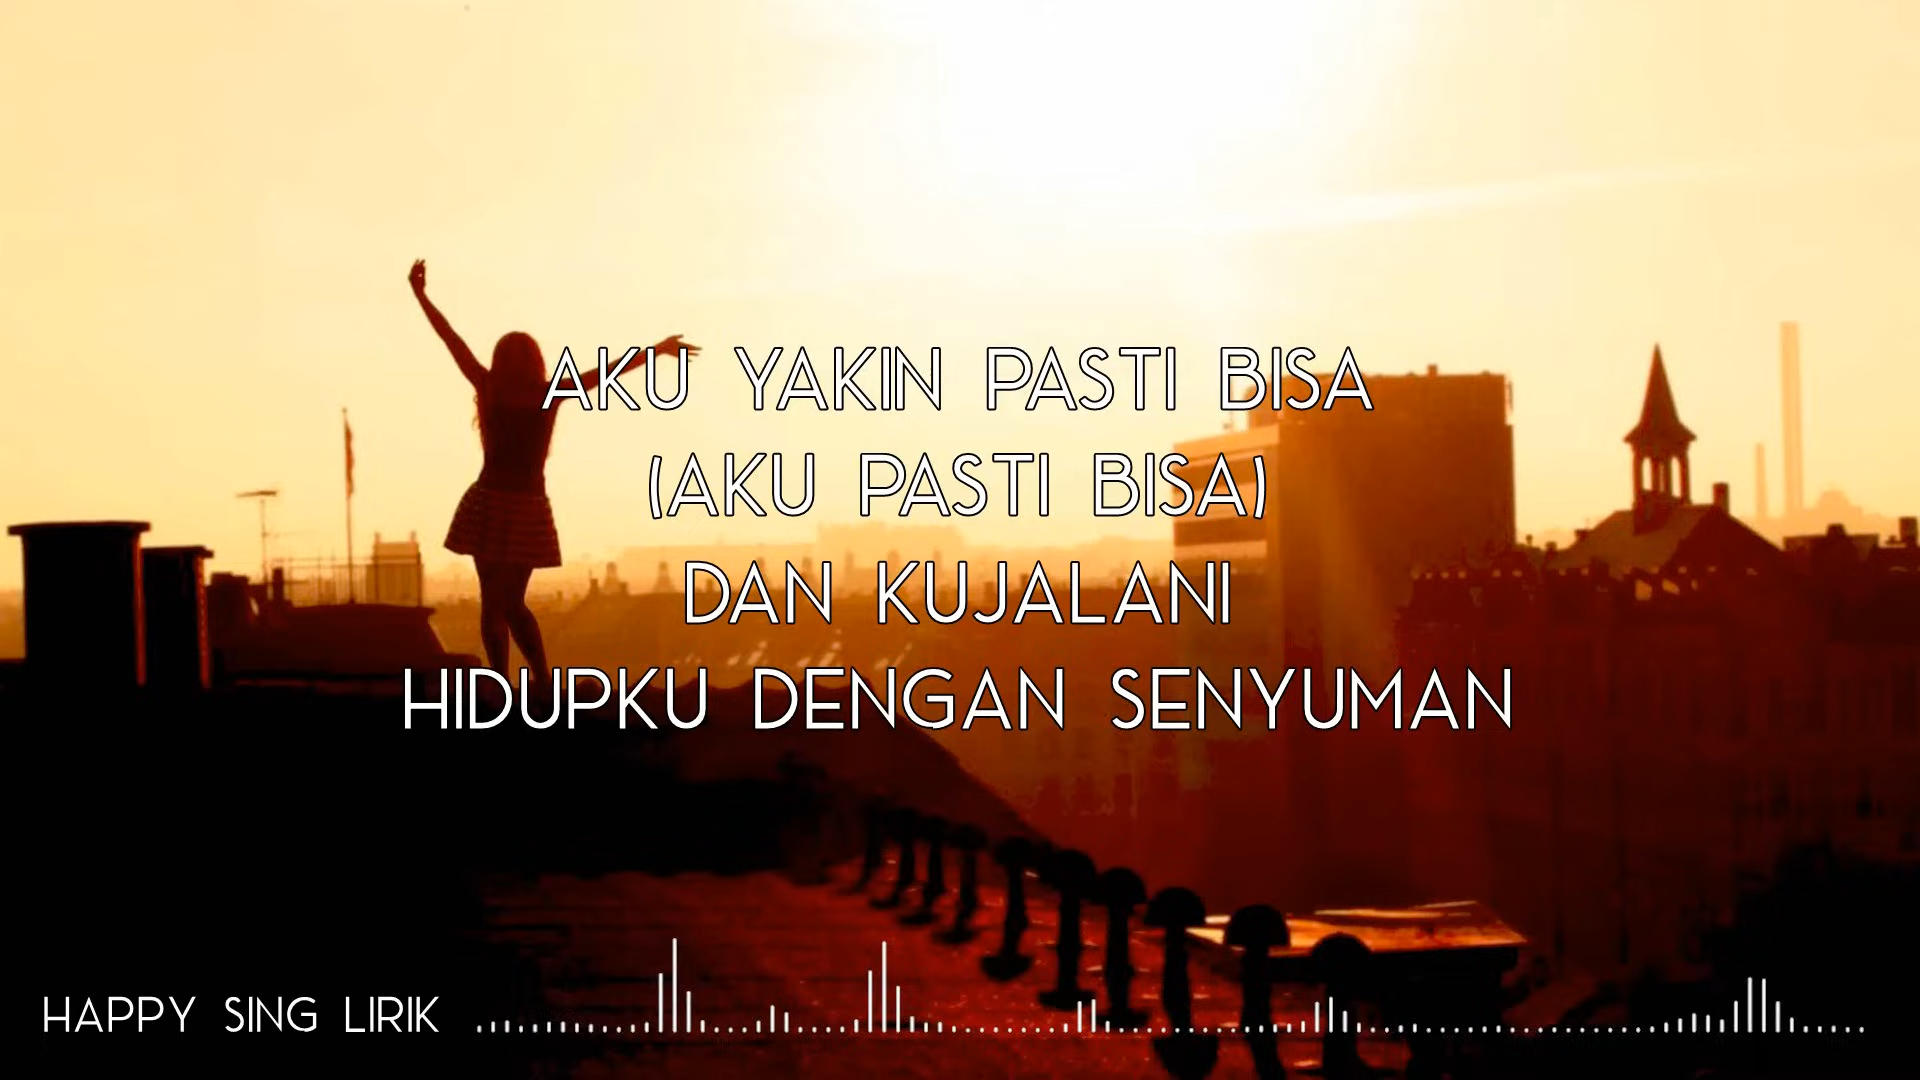 AKU YAKIN PASTI BISA
(AKU PASTI BISA)
DAN KUJALANI
HIDUPKU DENGAN SENYUMAN
HAPPY SING LIRIK